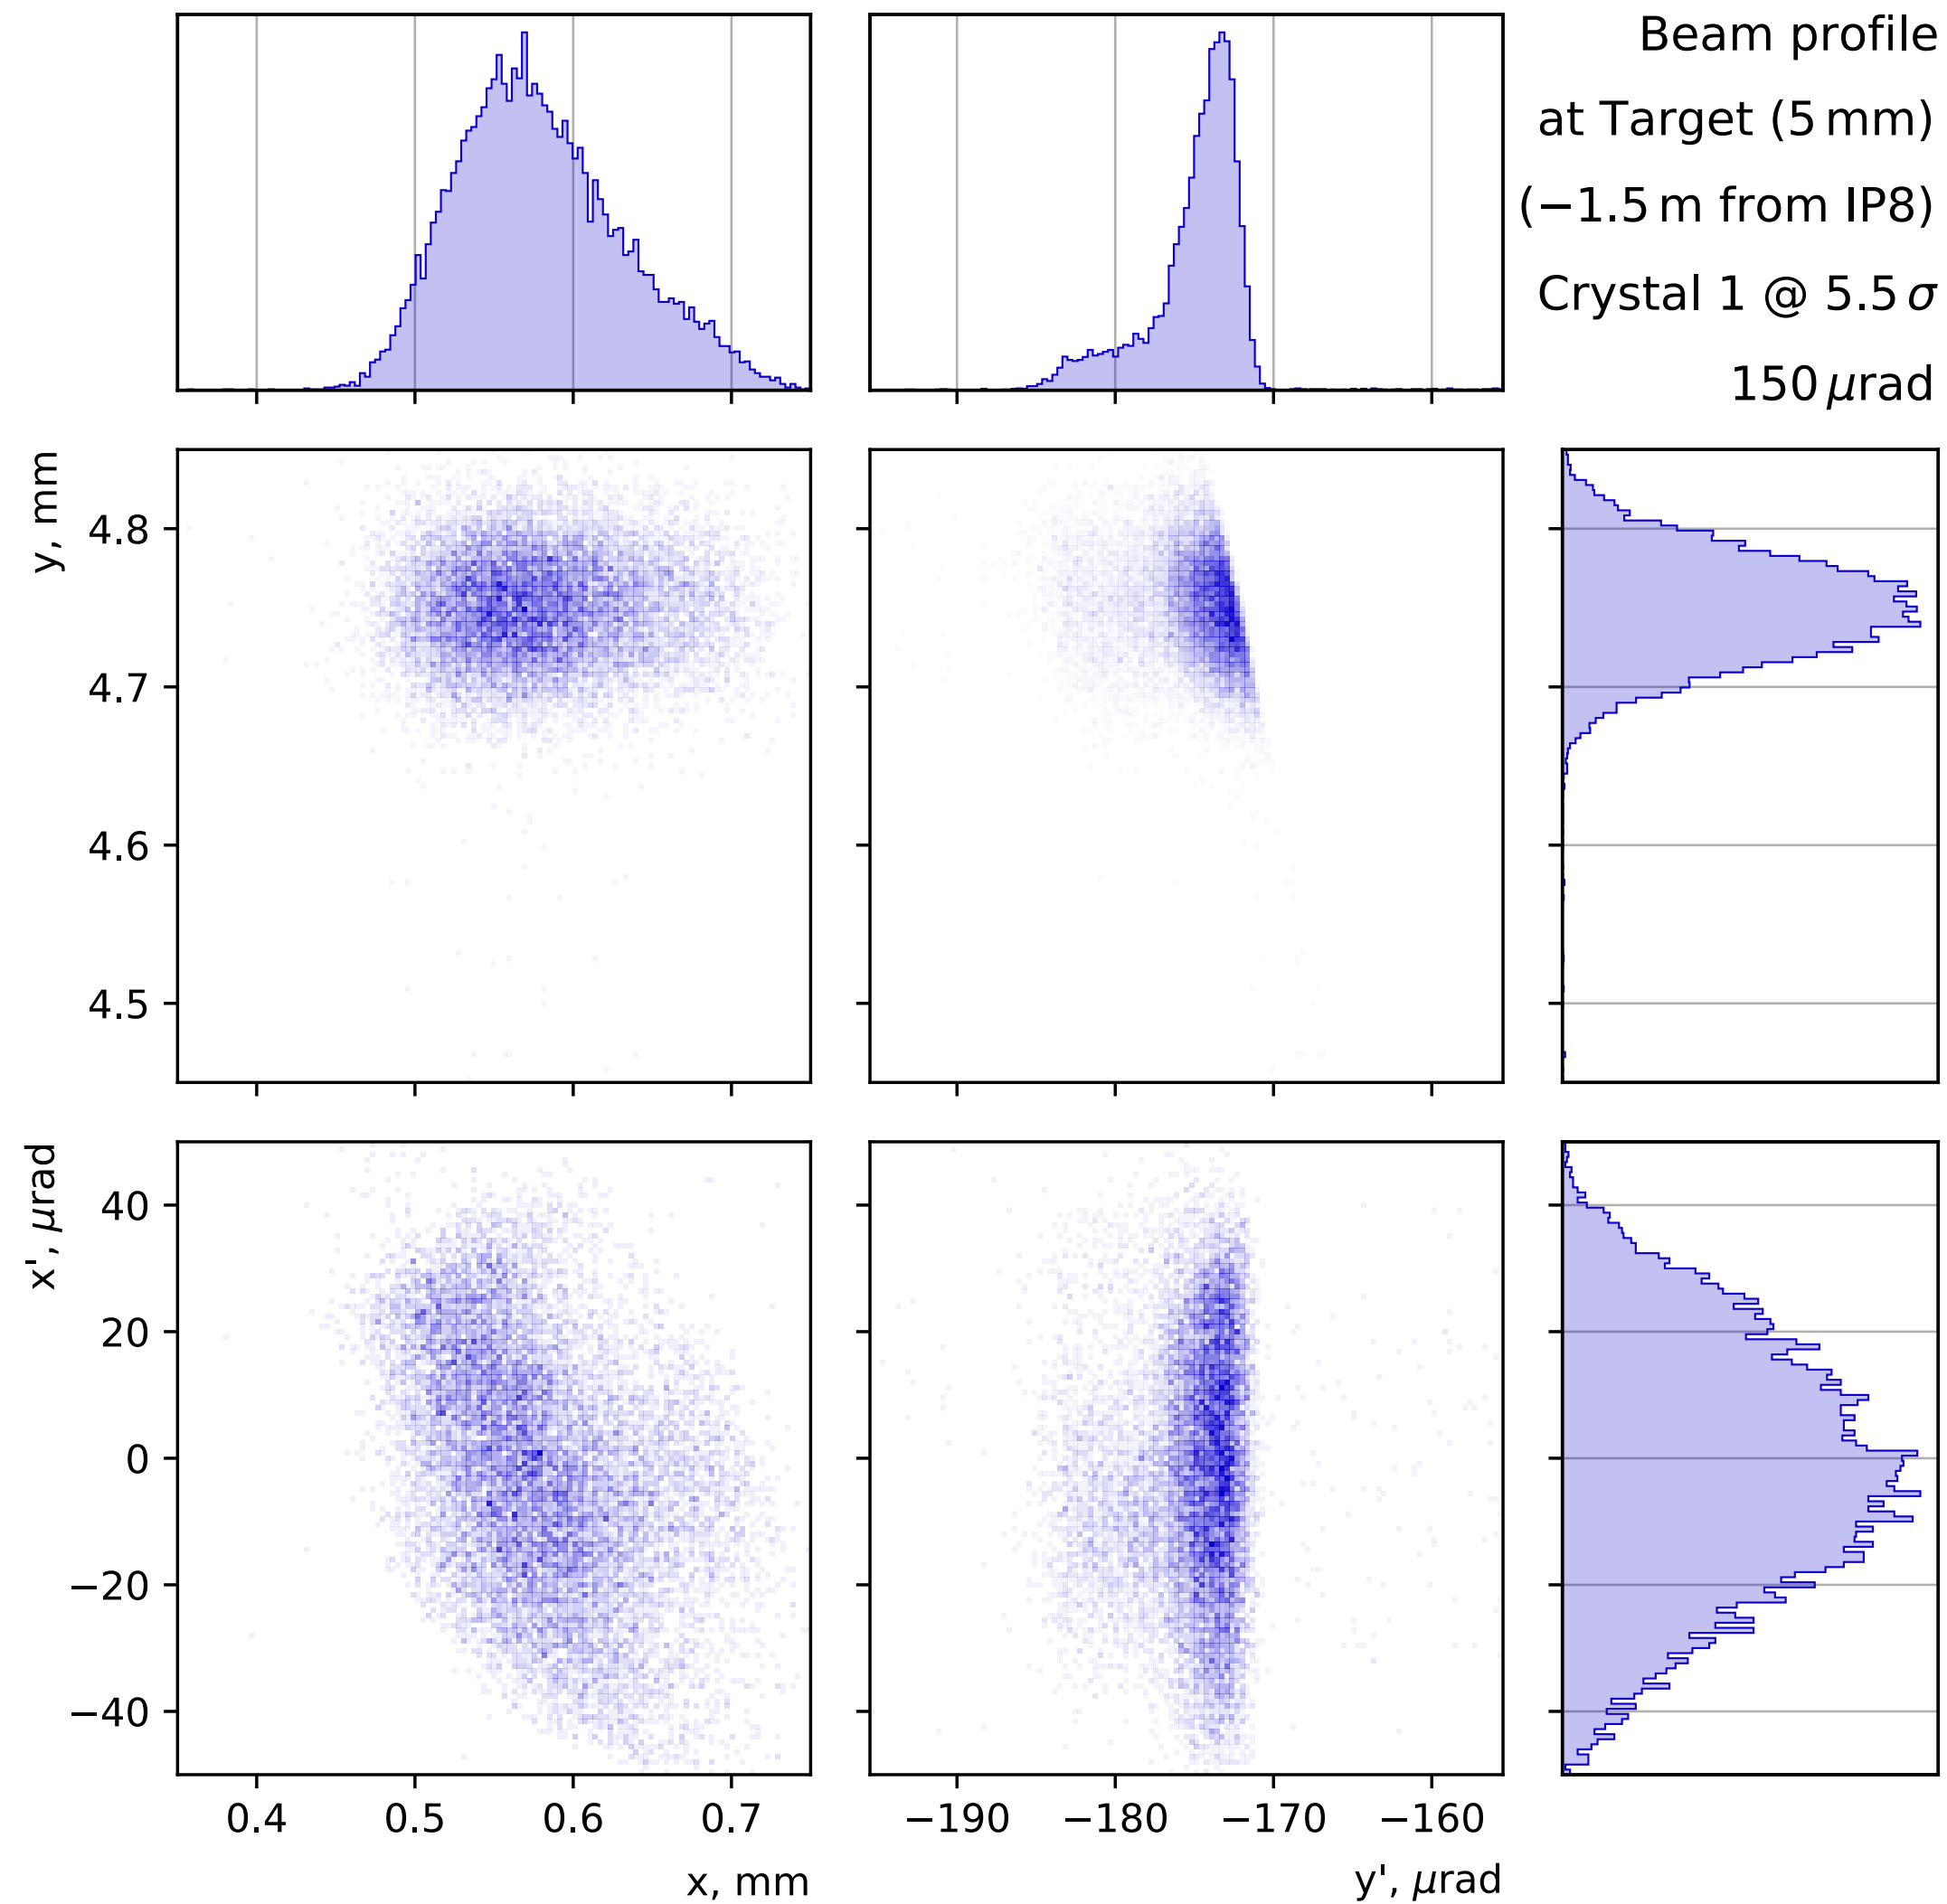 Beam profile
at Target (5 mm)
(−1.5 m from IP8)
Crystal 1 @ 5.5 σ
150 μrad
y, mm
4.8
4.7
4.6
4.5
x', μrad
40
20
0
−20
−40
0.4 0.5 0.6 0.7
−190 −180 −170 −160
x, mm
y', μrad